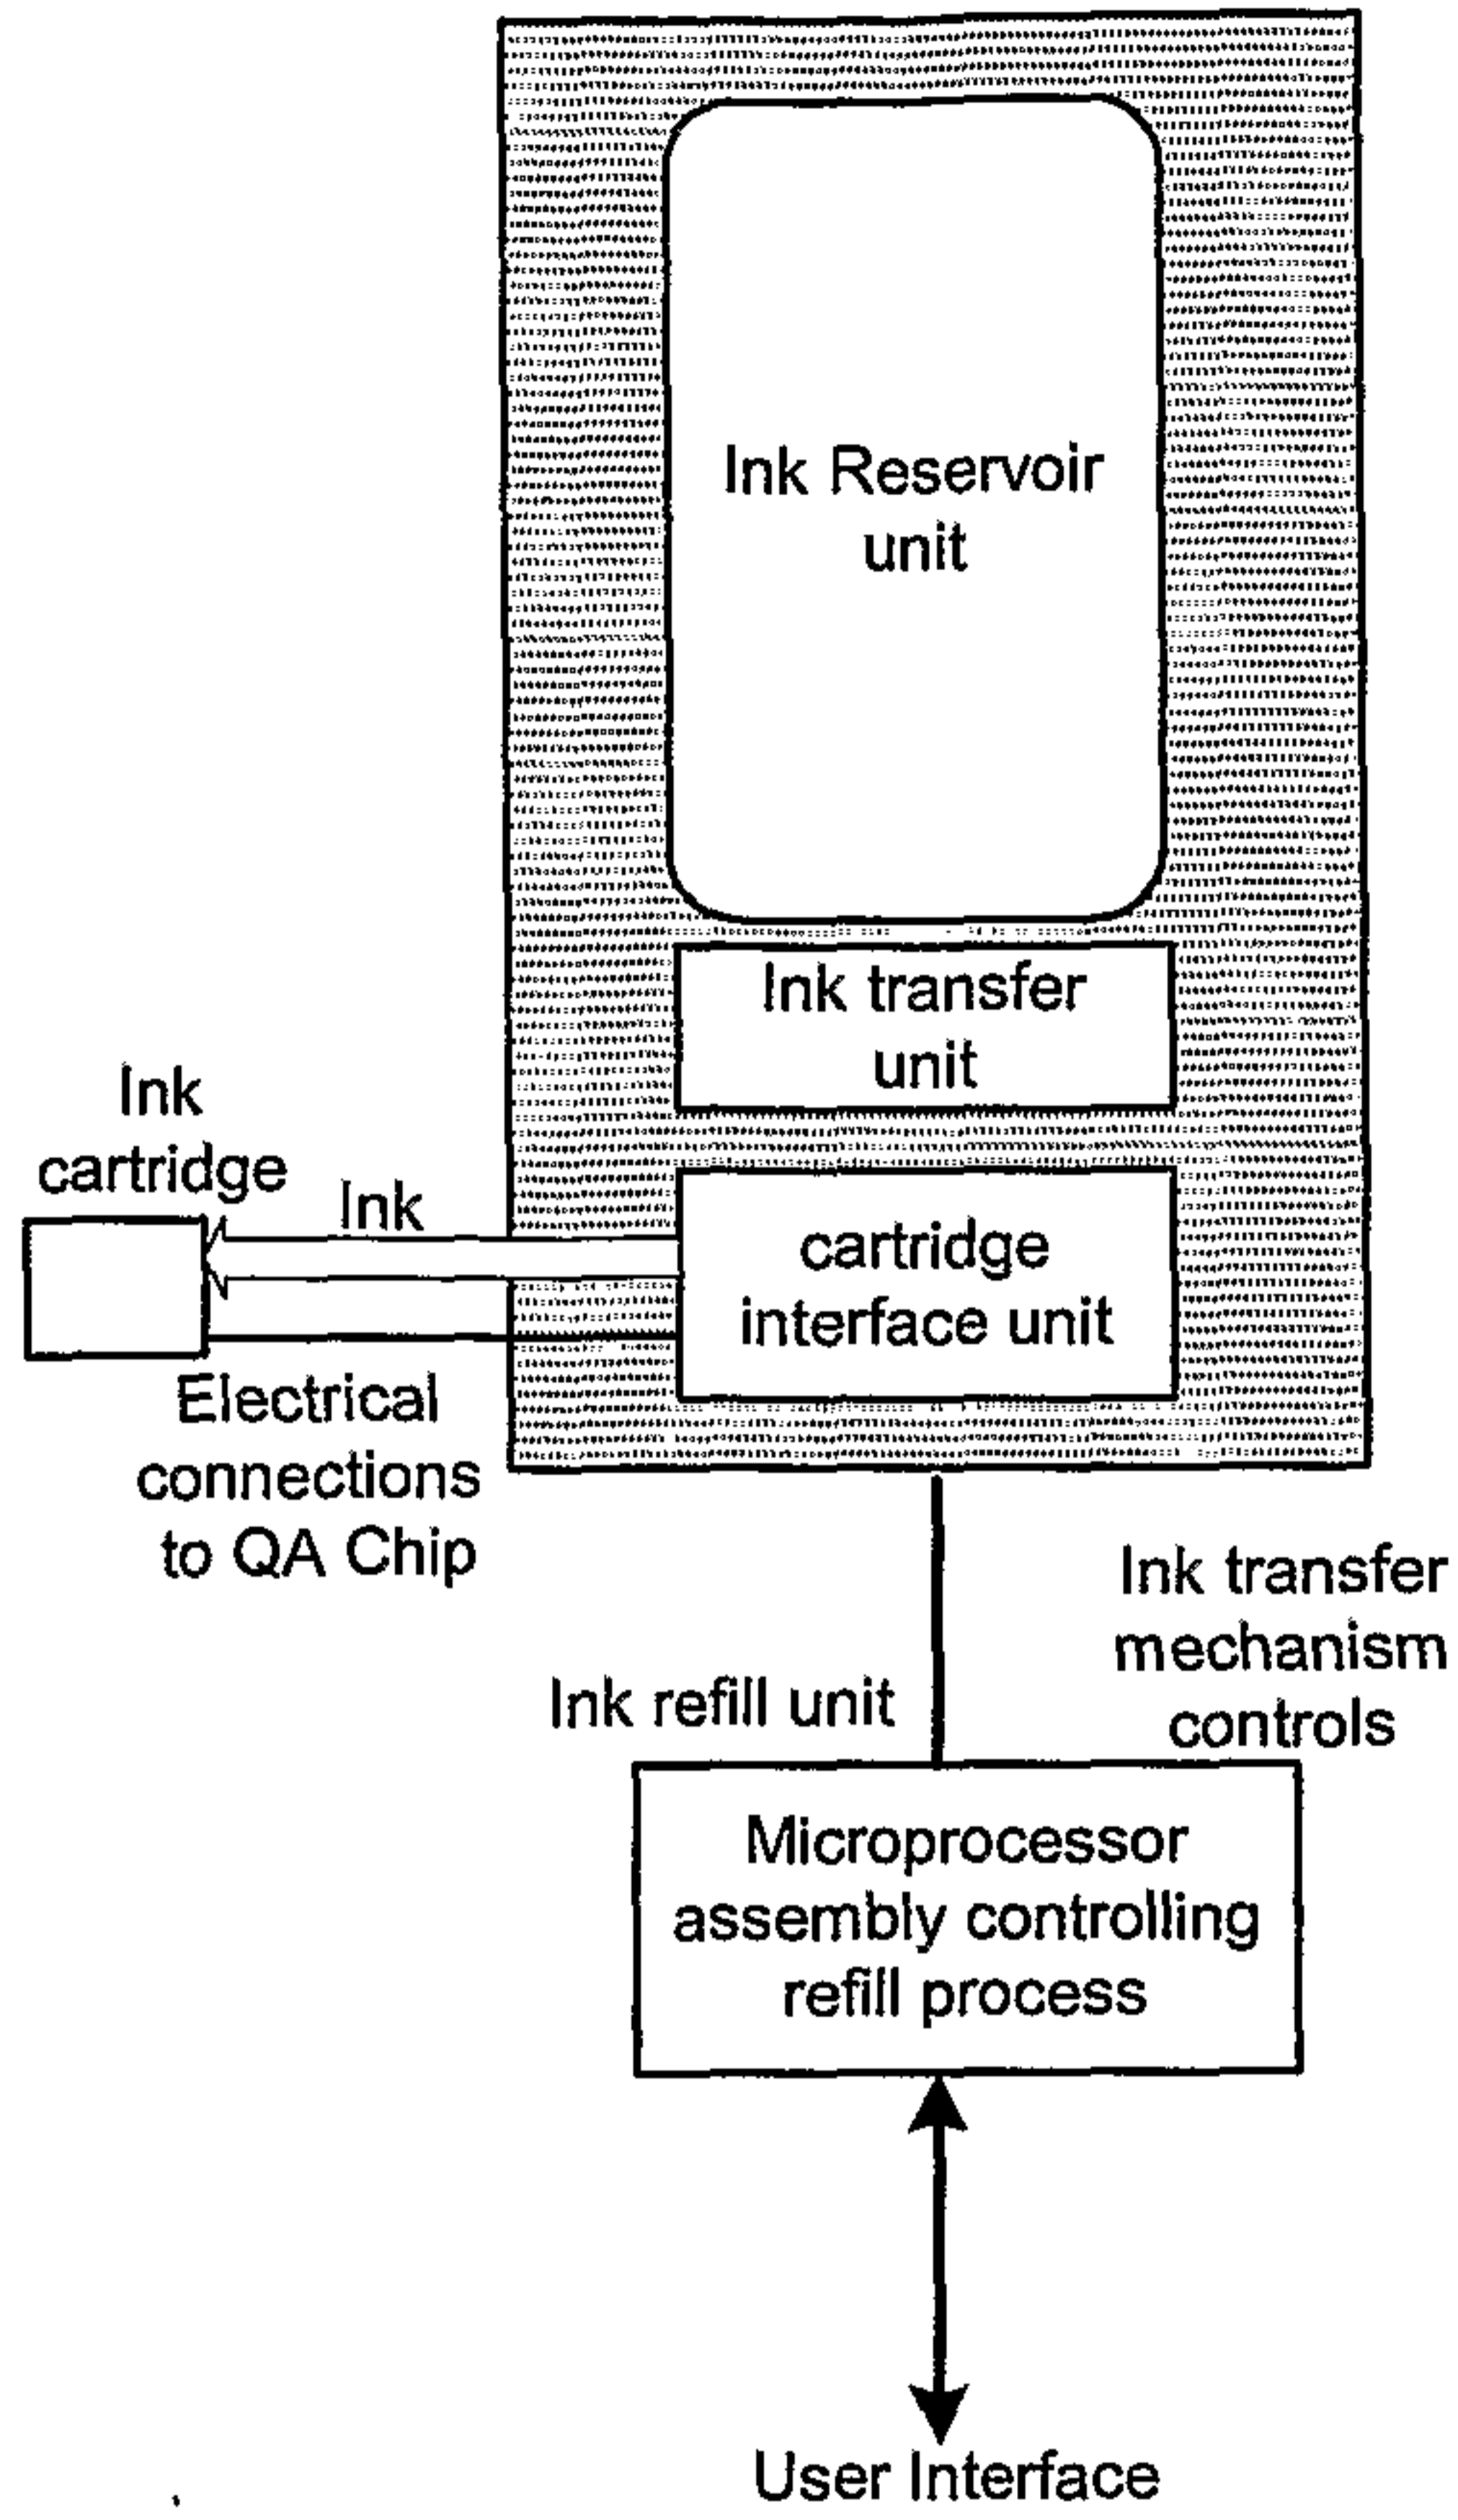 Ink Reservoir
unit
Ink transfer
unit
Ink
cartridge
Ink
cartridge
interface unit
Electrical
connections
to QA Chip
Ink transfer
mechanism
controls
Ink refill unit
Microprocessor
assembly controlling
refill process
User Interface